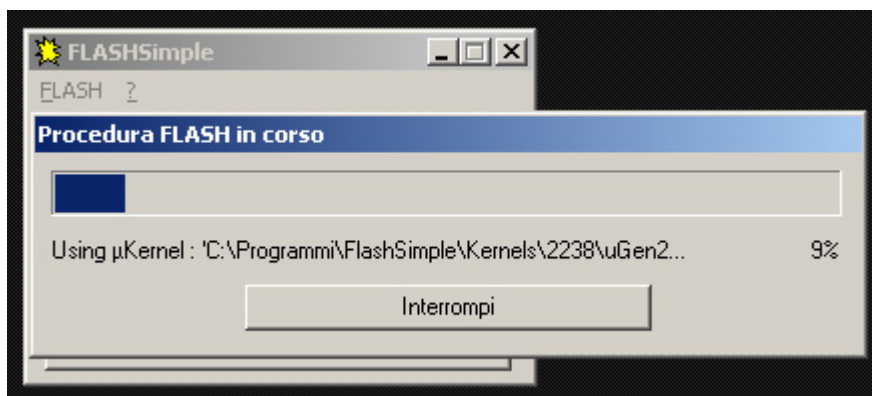 FLASHSimple
FLASH ?
Procedura FLASH in corso
Using µKernel : 'C:\Programmi\FlashSimple\Kernels\2238\uGen2... 9%
Interrompi